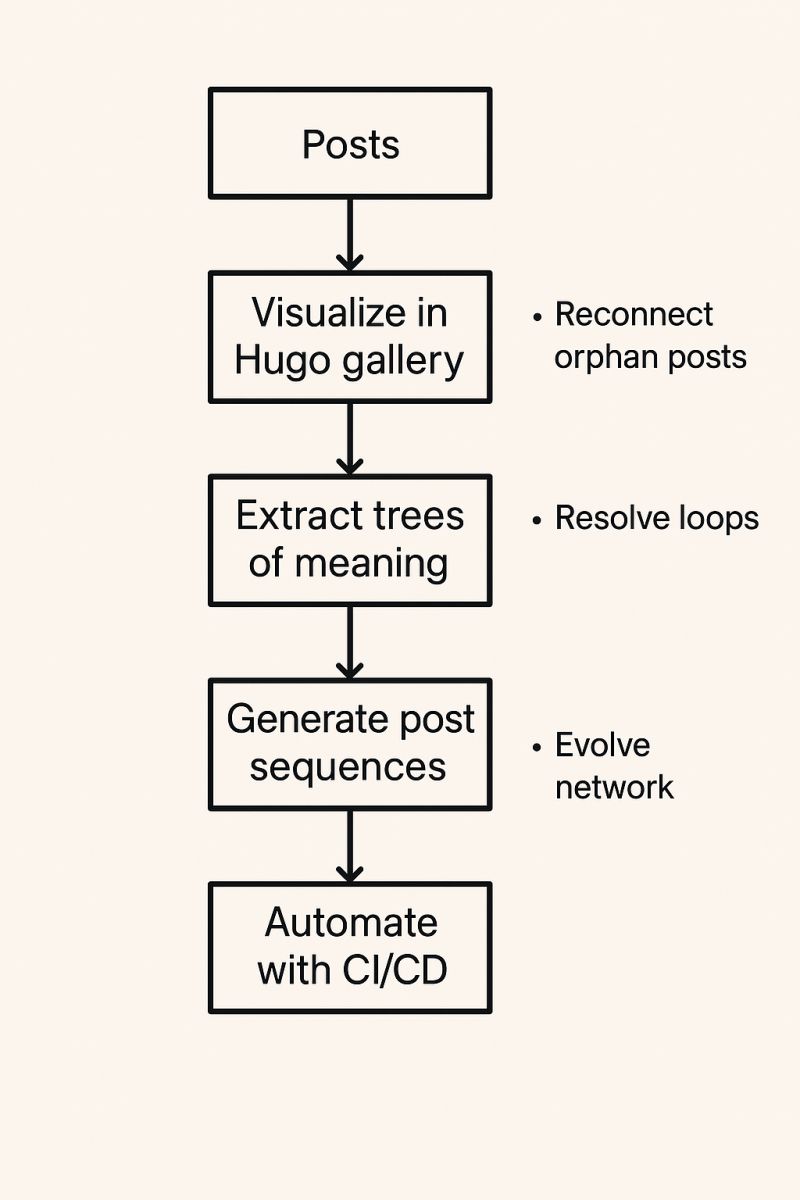 Posts
Visualize in
Hugo gallery
• Reconnect
orphan posts
Extract trees
of meaning
• Resolve loops
Generate post
sequences
• Evolve
network
Automate
with CI/CD